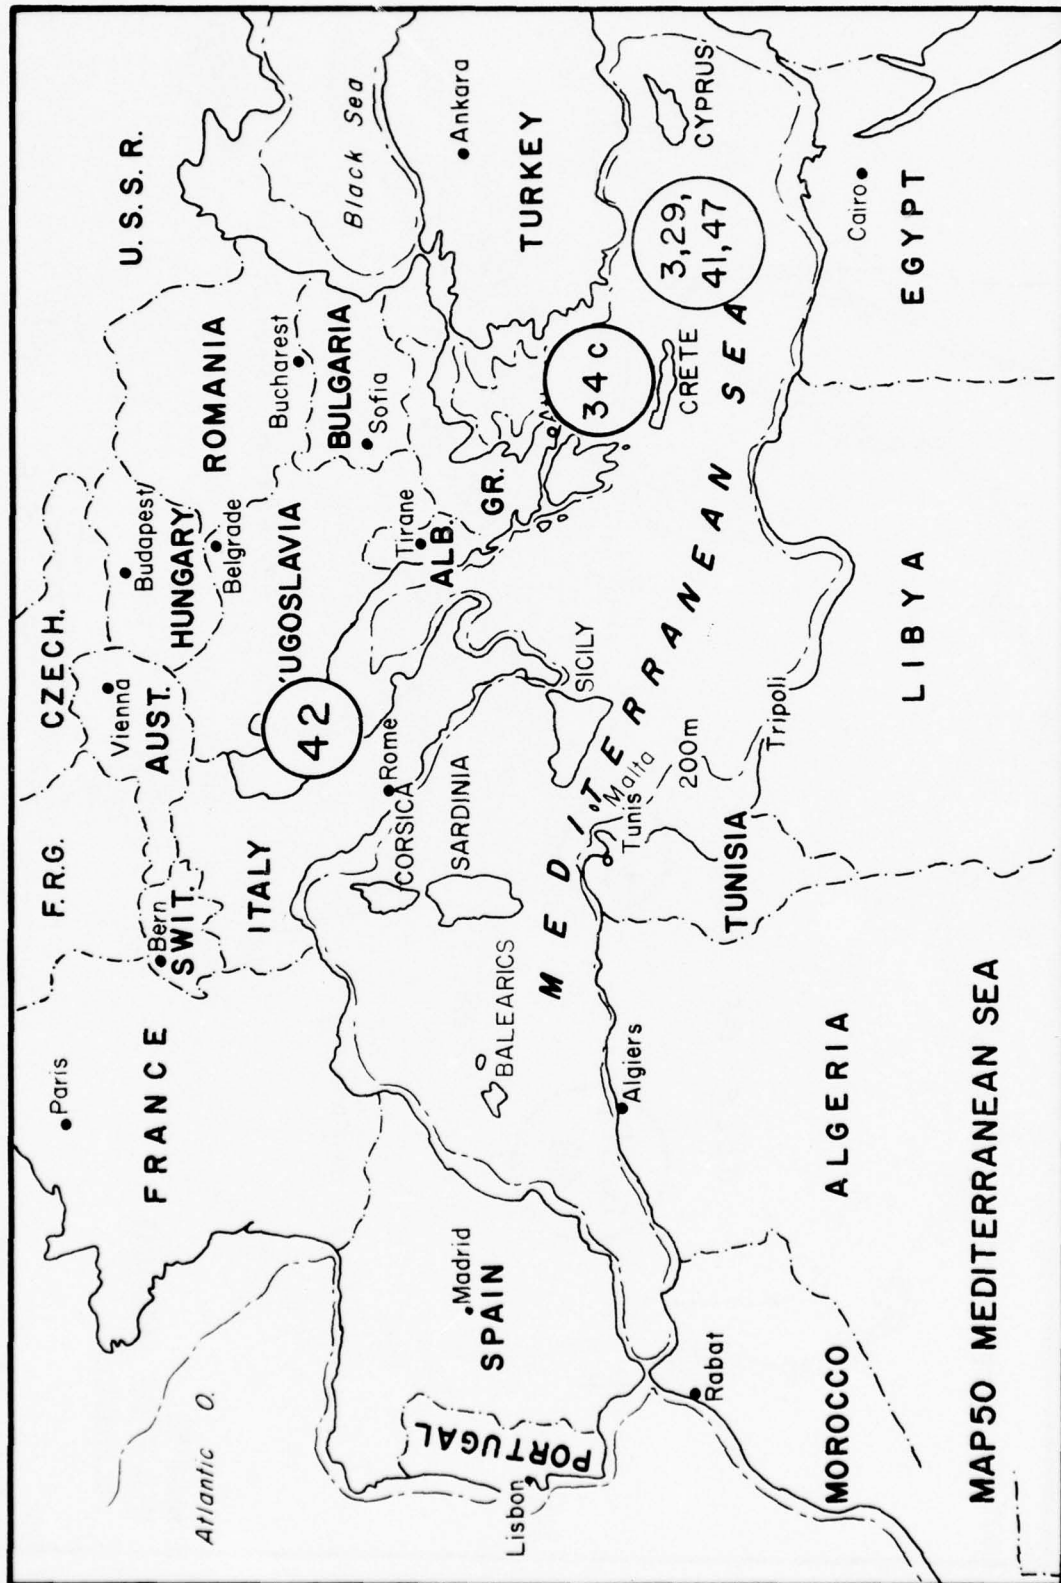 U.S.S.R.
CZECH.
F.R.G.
Paris
Budapest
Vienna
AUST.
HUNGARY
ROMANIA
Black Sea
Bern
SWIT.
FRANCE
Belgrade
Bucharest
BULGARIA
Sofia
'UGOSLAVIA
42
ITALY
Atlantic O.
Ankara
TURKEY
Tirane
ALB.
GR.
Rome
CORSICA
SARDINIA
BALEARICS
Madrid
SPAIN
PORTUGAL
Lisbon
34 C
CRETE
3,29,
41,47
CYPRUS
SICILY
MEDITERRANEAN SEA
Malta
Tunis
200m
Tripoli
TUNISIA
Algiers
Rabat
Cairo
EGYPT
LIBYA
ALGERIA
MOROCCO
MAP50 MEDITERRANEAN SEA